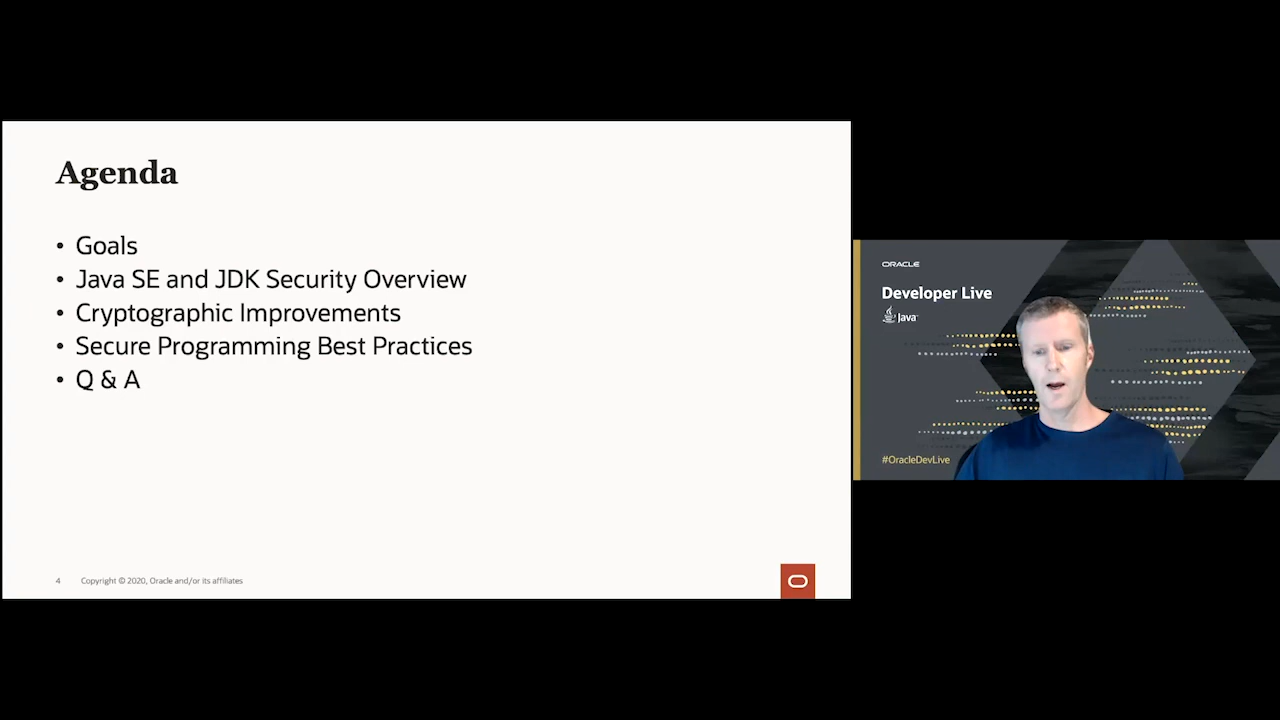 Agenda
• Goals
• Java SE and JDK Security Overview
• Cryptographic Improvements
• Secure Programming Best Practices
• Q & A
4 Copyright © 2020, Oracle and/or its affiliates
ORACLE
Developer Live
Java
#OracleDevLive